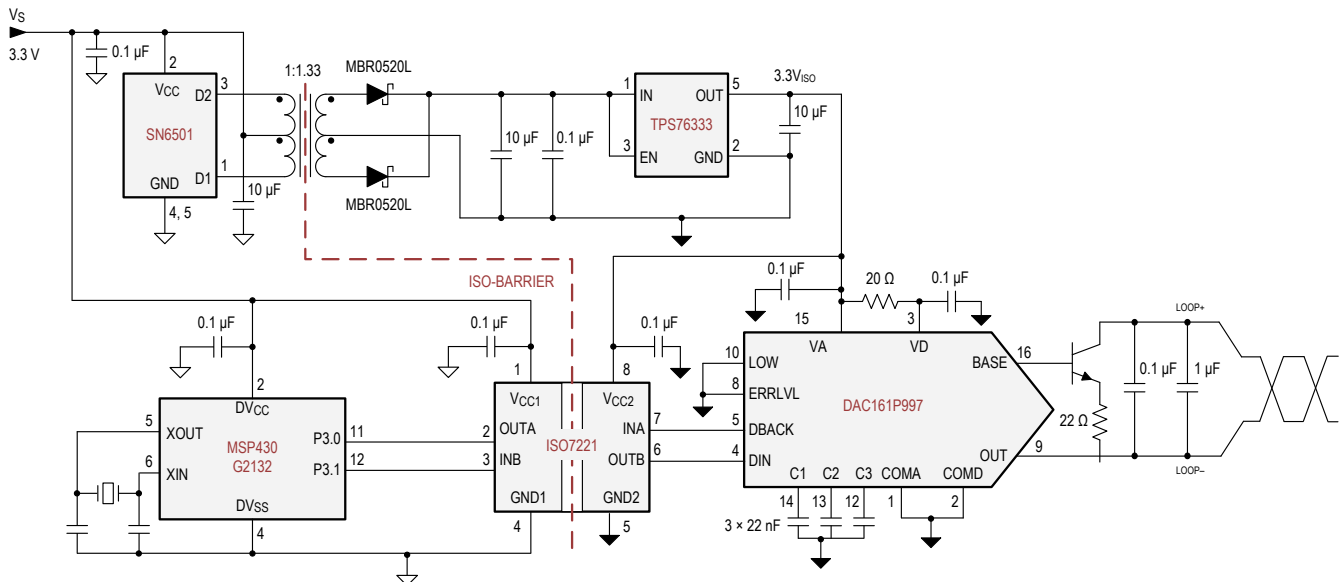 VS
3.3 V
0.1 µF
2
VCC
D2
3
SN6501
D1
1
GND
4, 5
10 µF
1:1.33
MBR0520L
MBR0520L
10 µF
0.1 µF
1
IN
OUT
5
TPS76333
3
EN
GND
2
3.3VISO
10 µF
ISO-BARRIER
0.1 µF
2
DVCC
5
XOUT
6
XIN
MSP430
G2132
P3.0
11
P3.1
12
DVSS
4
0.1 µF
1
VCC1
2
OUTA
3
INB
GND1
4
ISO7221
0.1 µF
8
VCC2
INA
7
OUTB
6
GND2
5
0.1 µF
20 Ω
0.1 µF
15
3
VA
VD
10
LOW
8
ERRLVL
5
DBACK
4
DIN
DAC161P997
BASE
16
OUT
9
C1
C2
C3
COMA
COMD
14
13
12
1
2
3 × 22 nF
22 Ω
0.1 µF
1 µF
LOOP+
LOOP–